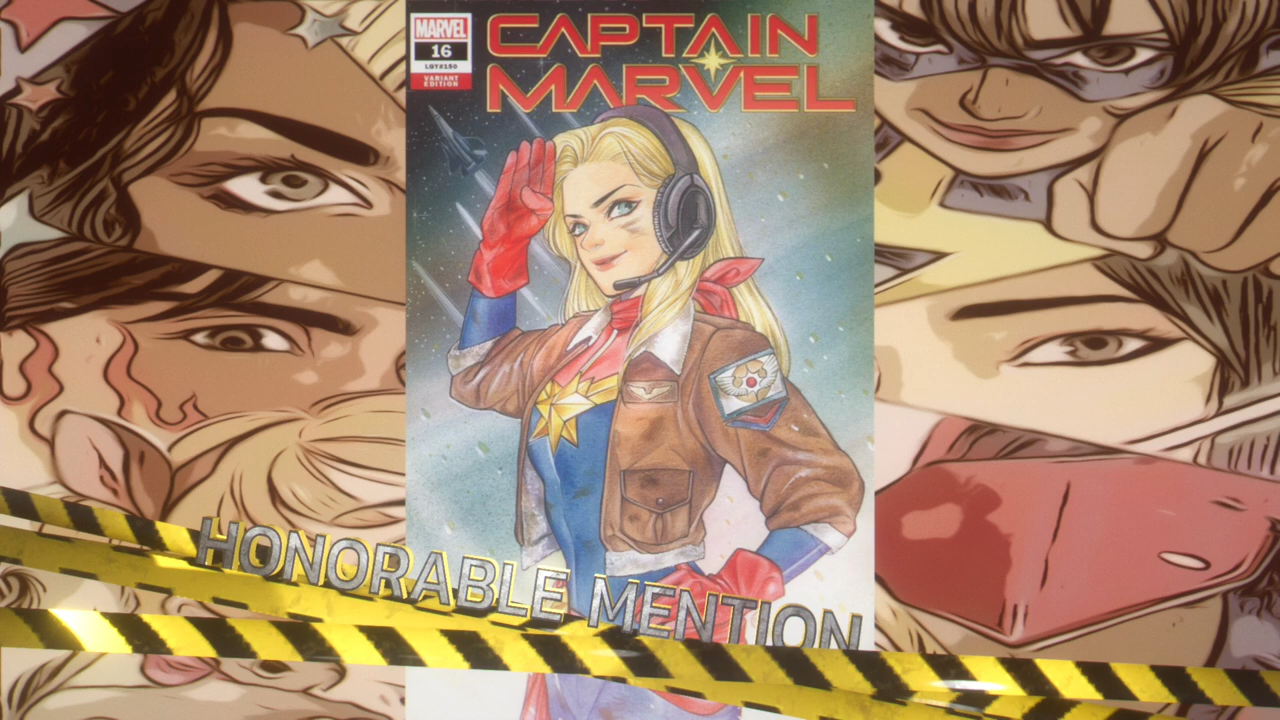 MARVEL
16
LGY#150
VARIANT
EDITION
CAPTAIN
MARVEL
HONORABLE MENTION